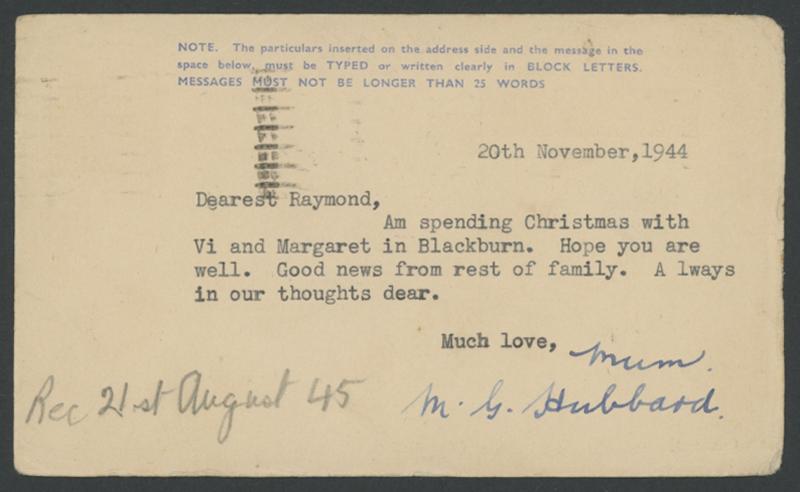 NOTE. The particulars inserted on the address side and the message in the
space below, must be TYPED or written clearly in BLOCK LETTERS.
MESSAGES MUST NOT BE LONGER THAN 25 WORDS
20th November,1944
Dearest Raymond,
Am spending Christmas with
Vi and Margaret in Blackburn. Hope you are
well. Good news from rest of family. A lways
in our thoughts dear.
Much love, Mum.
Rec 21st August 45
M. G. Hubbard.